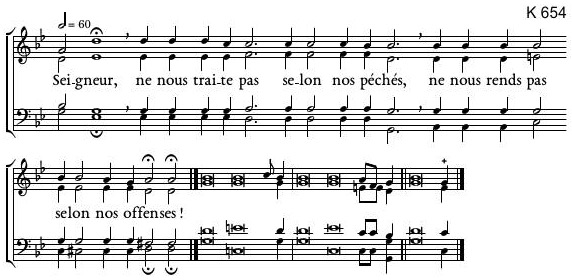 K 654
= 60
Sei-gneur, ne nous trai-te pas se-lon nos péchés, ne nous rends pas
selon nos offenses !